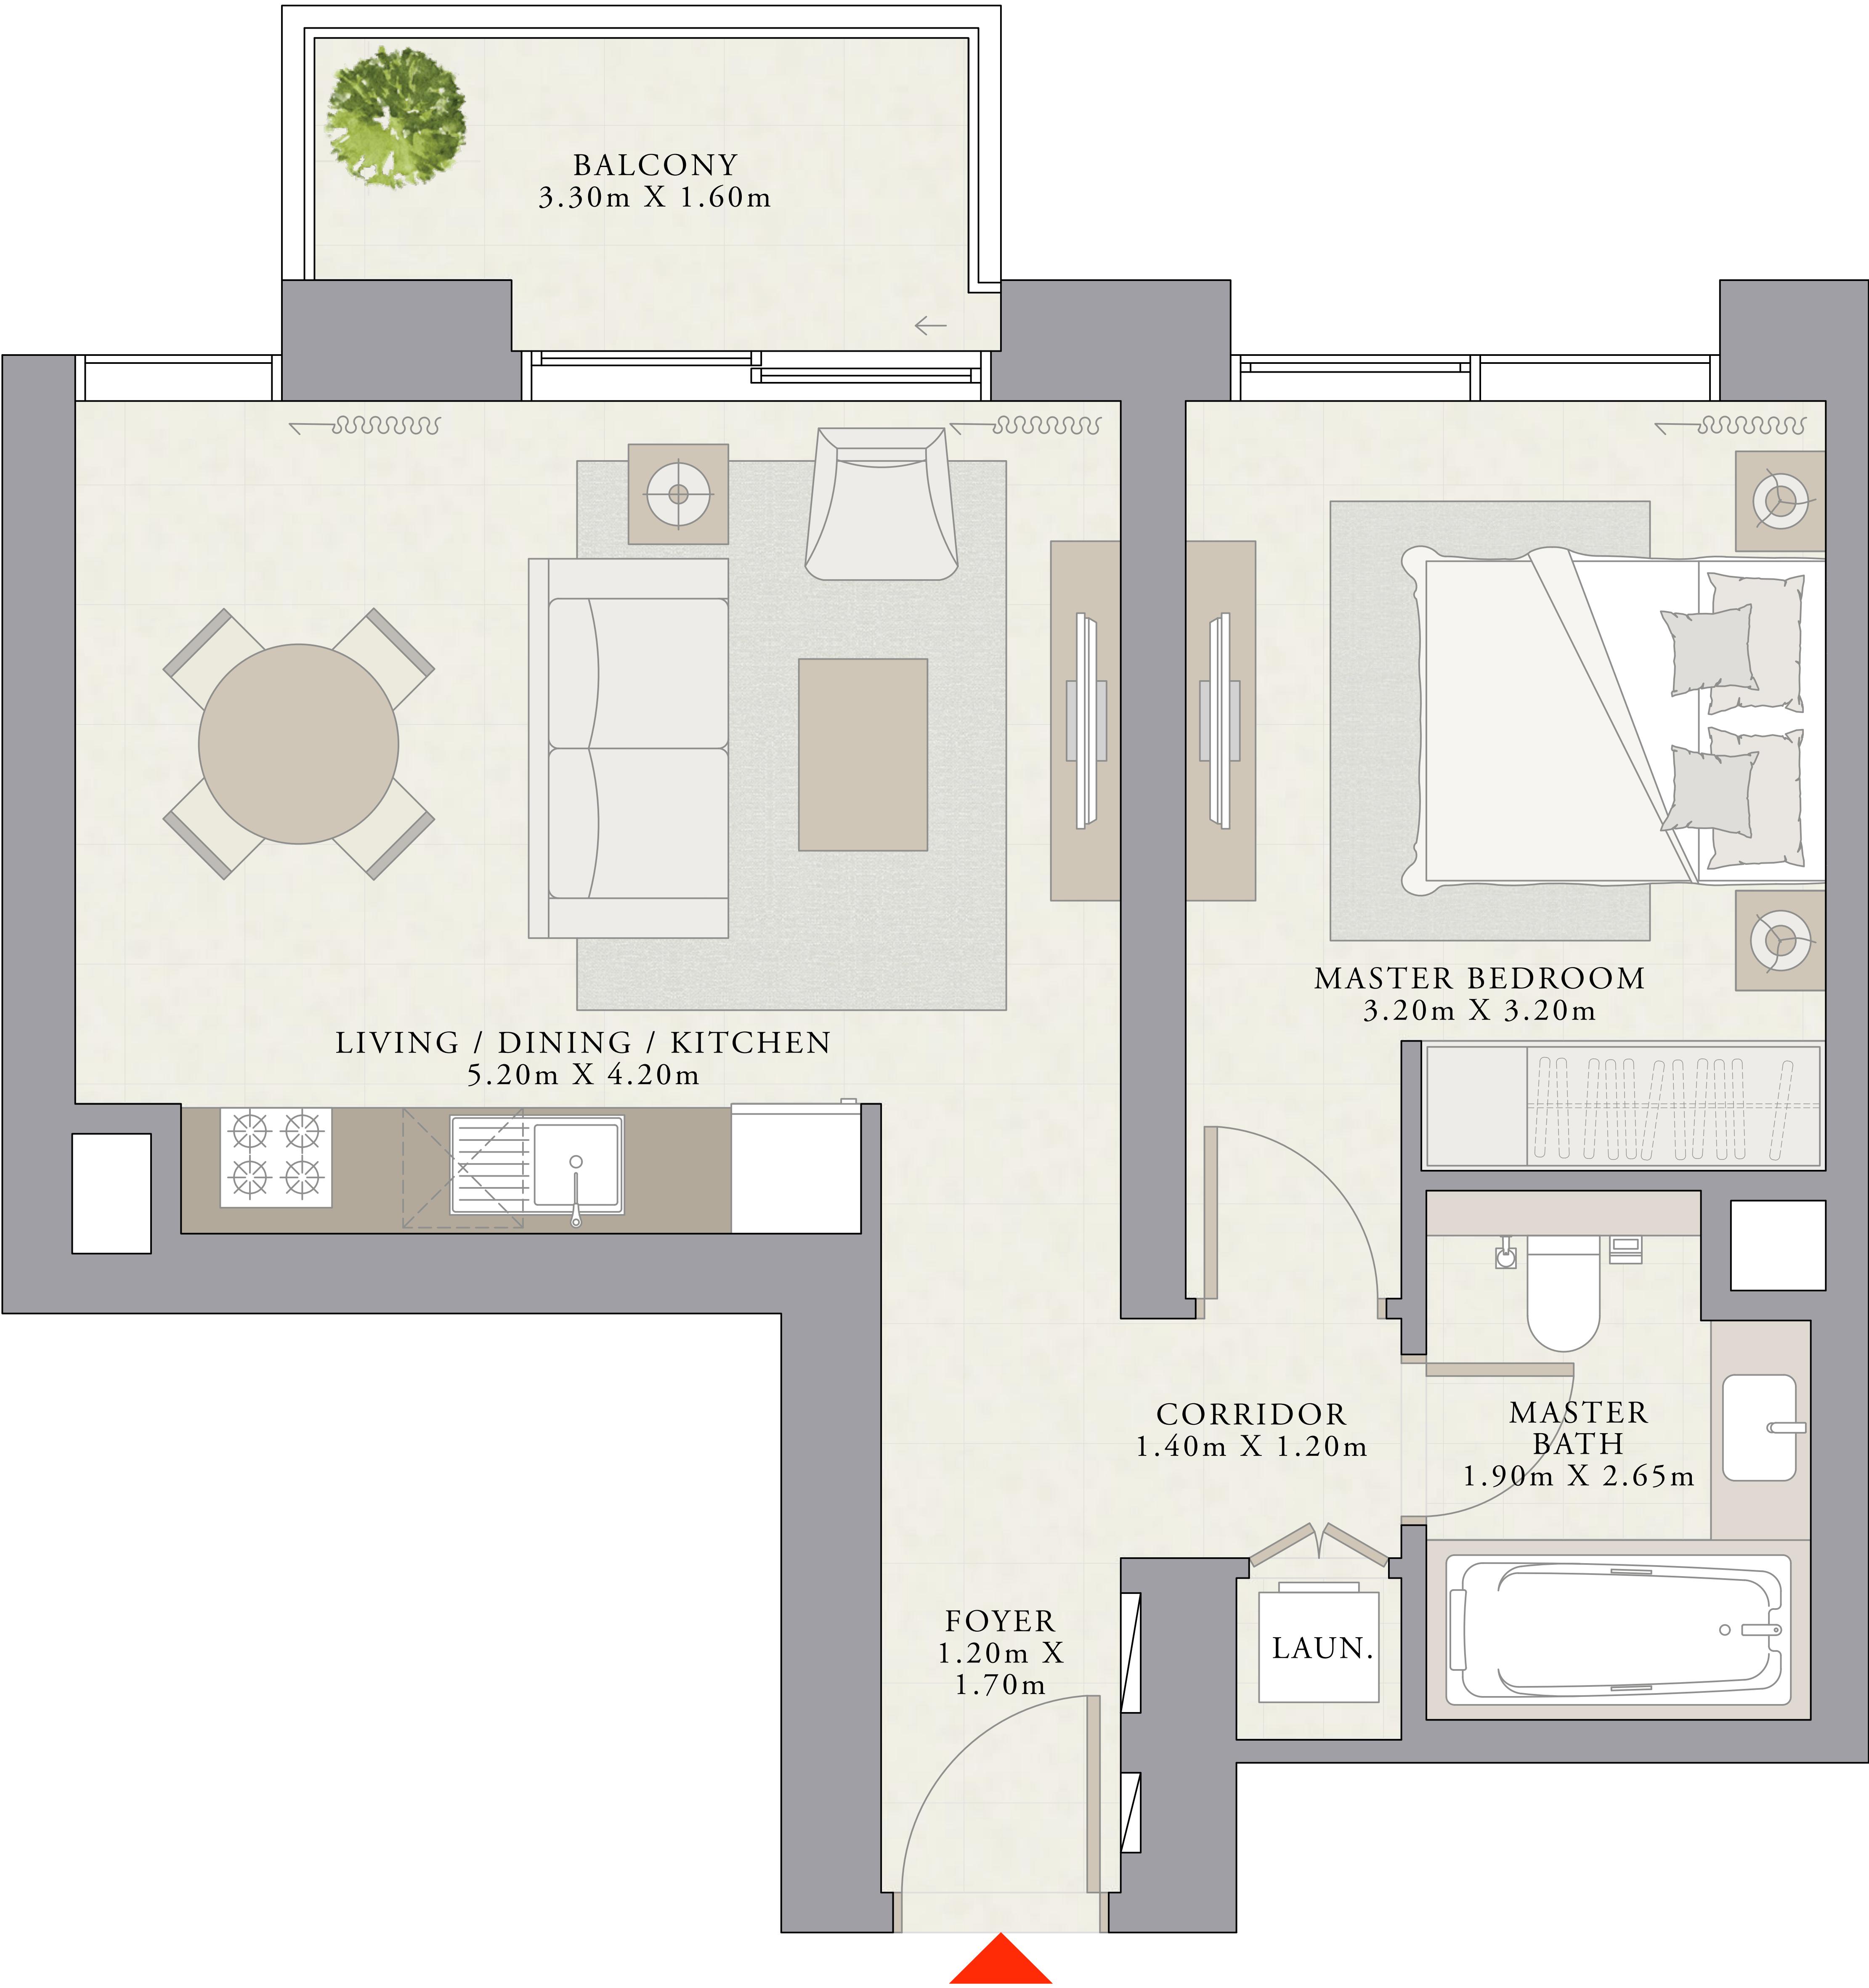 BALCONY
3.30m X 1.60m
MASTER BEDROOM
3.20m X 3.20m
LIVING / DINING / KITCHEN
5.20m X 4.20m
CORRIDOR
1.40m X 1.20m
MASTER
BATH
1.90m X 2.65m
FOYER
1.20m X
1.70m
LAUN.